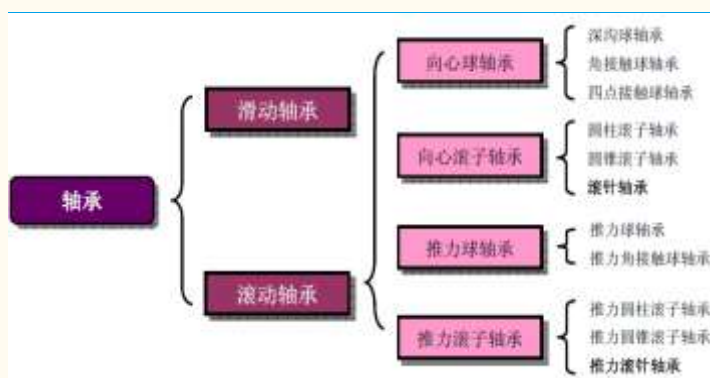 轴承
滑动轴承
滚动轴承
向心球轴承
深沟球轴承
角接触球轴承
四点接触球轴承
向心滚子轴承
圆柱滚子轴承
圆锥滚子轴承
滚针轴承
推力球轴承
推力球轴承
推力角接触球轴承
推力滚子轴承
推力圆柱滚子轴承
推力圆锥滚子轴承
推力滚针轴承